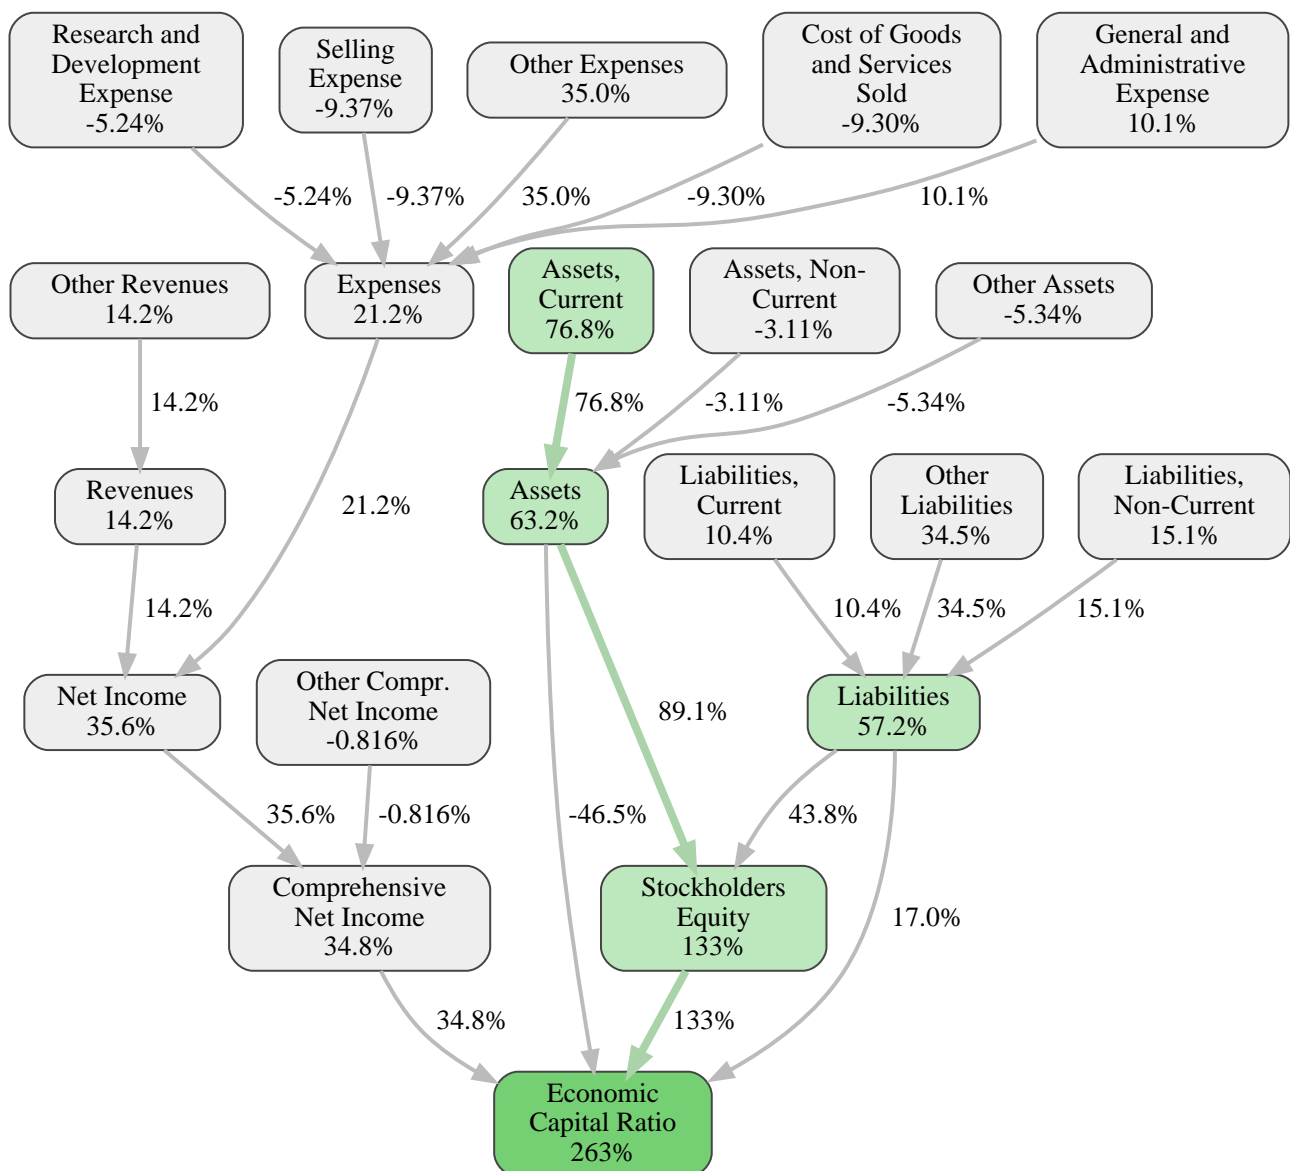 Research and
Development
Expense
-5.24%
Selling
Expense
-9.37%
Other Expenses
35.0%
Cost of Goods
and Services
Sold
-9.30%
General and
Administrative
Expense
10.1%
-5.24%
-9.37%
35.0%
-9.30%
10.1%
Other Revenues
14.2%
Expenses
21.2%
Assets,
Current
76.8%
Assets, Non-
Current
-3.11%
Other Assets
-5.34%
14.2%
76.8%
-3.11%
-5.34%
Revenues
14.2%
21.2%
Assets
63.2%
Liabilities,
Current
10.4%
Other
Liabilities
34.5%
Liabilities,
Non-Current
15.1%
14.2%
10.4%
34.5%
15.1%
Net Income
35.6%
Other Compr.
Net Income
-0.816%
89.1%
Liabilities
57.2%
35.6%
-0.816%
-46.5%
43.8%
Comprehensive
Net Income
34.8%
Stockholders
Equity
133%
17.0%
34.8%
133%
Economic
Capital Ratio
263%